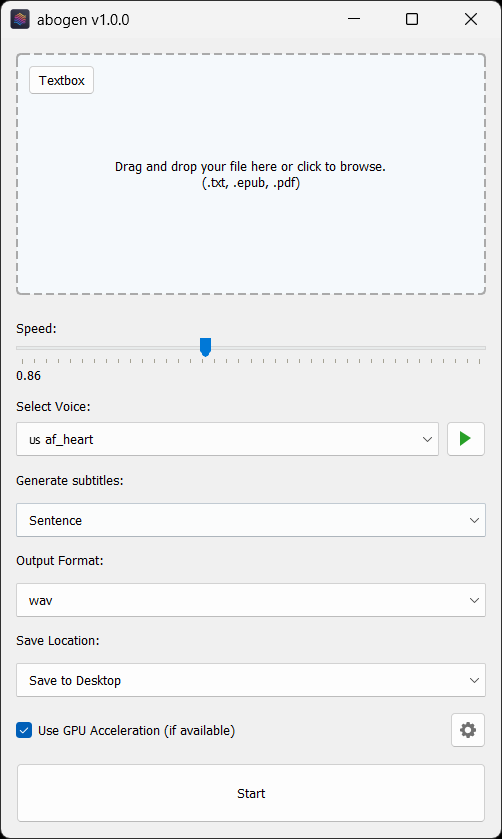 abogen v1.0.0
Textbox
Drag and drop your file here or click to browse.
(.txt, .epub, .pdf)
Speed:
0.86
Select Voice:
us af_heart
Generate subtitles:
Sentence
Output Format:
wav
Save Location:
Save to Desktop
Use GPU Acceleration (if available)
Start